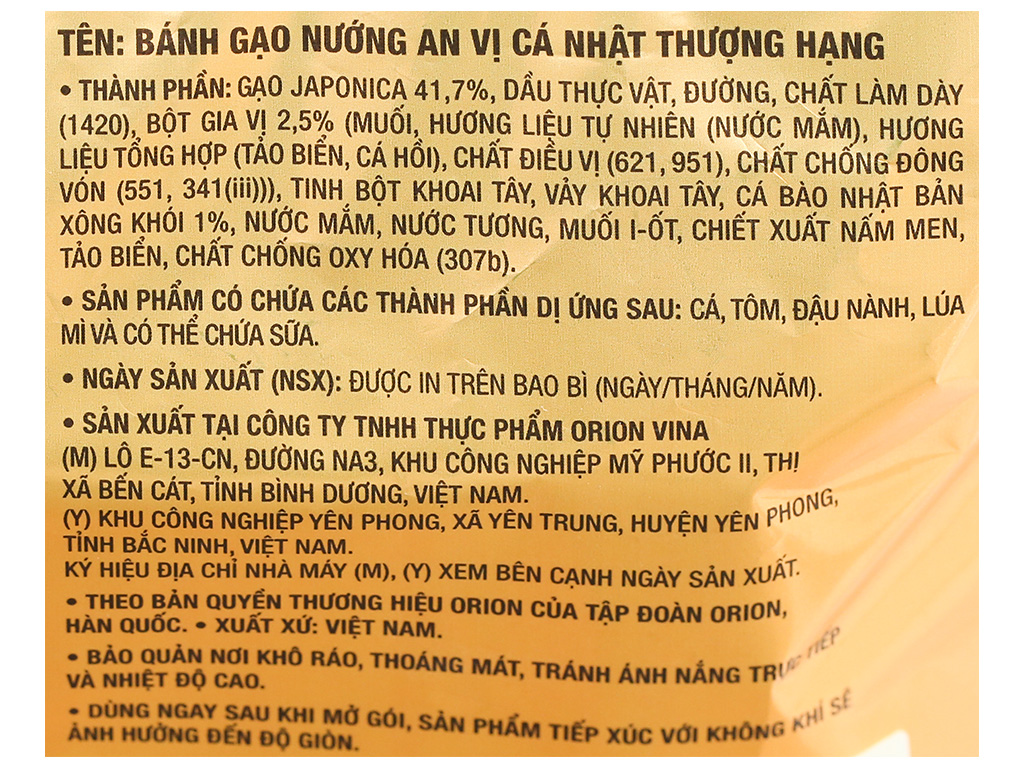 TÊN: BÁNH GẠO NƯỚNG AN VỊ CÁ NHẬT THƯỢNG HẠNG
• THÀNH PHẦN: GẠO JAPONICA 41,7%, DẦU THỰC VẬT, ĐƯỜNG, CHẤT LÀM DÀY
(1420), BỘT GIA VỊ 2,5% (MUỐI, HƯƠNG LIỆU TỰ NHIÊN (NƯỚC MẮM), HƯƠNG
LIỆU TỔNG HỢP (TẢO BIỂN, CÁ HỒI), CHẤT ĐIỀU VỊ (621, 951), CHẤT CHỐNG ĐÔNG
VÓN (551, 341(iii))), TINH BỘT KHOAI TÂY, VẢY KHOAI TÂY, CÁ BÀO NHẬT BẢN
XÔNG KHÓI 1%, NƯỚC MẮM, NƯỚC TƯƠNG, MUỐI I-ỐT, CHIẾT XUẤT NẤM MEN,
TẢO BIỂN, CHẤT CHỐNG OXY HÓA (307b).
• SẢN PHẨM CÓ CHỨA CÁC THÀNH PHẦN DỊ ỨNG SAU: CÁ, TÔM, ĐẬU NÀNH, LÚA
MÌ VÀ CÓ THỂ CHỨA SỮA.
• NGÀY SẢN XUẤT (NSX): ĐƯỢC IN TRÊN BAO BÌ (NGÀY/THÁNG/NĂM).
• SẢN XUẤT TẠI CÔNG TY TNHH THỰC PHẨM ORION VINA
(M) LÔ E-13-CN, ĐƯỜNG NA3, KHU CÔNG NGHIỆP MỸ PHƯỚC II, THỊ
XÃ BẾN CÁT, TỈNH BÌNH DƯƠNG, VIỆT NAM.
(Y) KHU CÔNG NGHIỆP YÊN PHONG, XÃ YÊN TRUNG, HUYỆN YÊN PHONG,
TỈNH BẮC NINH, VIỆT NAM.
KÝ HIỆU ĐỊA CHỈ NHÀ MÁY (M), (Y) XEM BÊN CẠNH NGÀY SẢN XUẤT.
• THEO BẢN QUYỀN THƯƠNG HIỆU ORION CỦA TẬP ĐOÀN ORION,
HÀN QUỐC. • XUẤT XỨ: VIỆT NAM.
• BẢO QUẢN NƠI KHÔ RÁO, THOÁNG MÁT, TRÁNH ÁNH NẮNG TRỰC TIẾP
VÀ NHIỆT ĐỘ CAO.
• DÙNG NGAY SAU KHI MỞ GÓI, SẢN PHẨM TIẾP XÚC VỚI KHÔNG KHÍ SẼ
ẢNH HƯỞNG ĐẾN ĐỘ GIÒN.